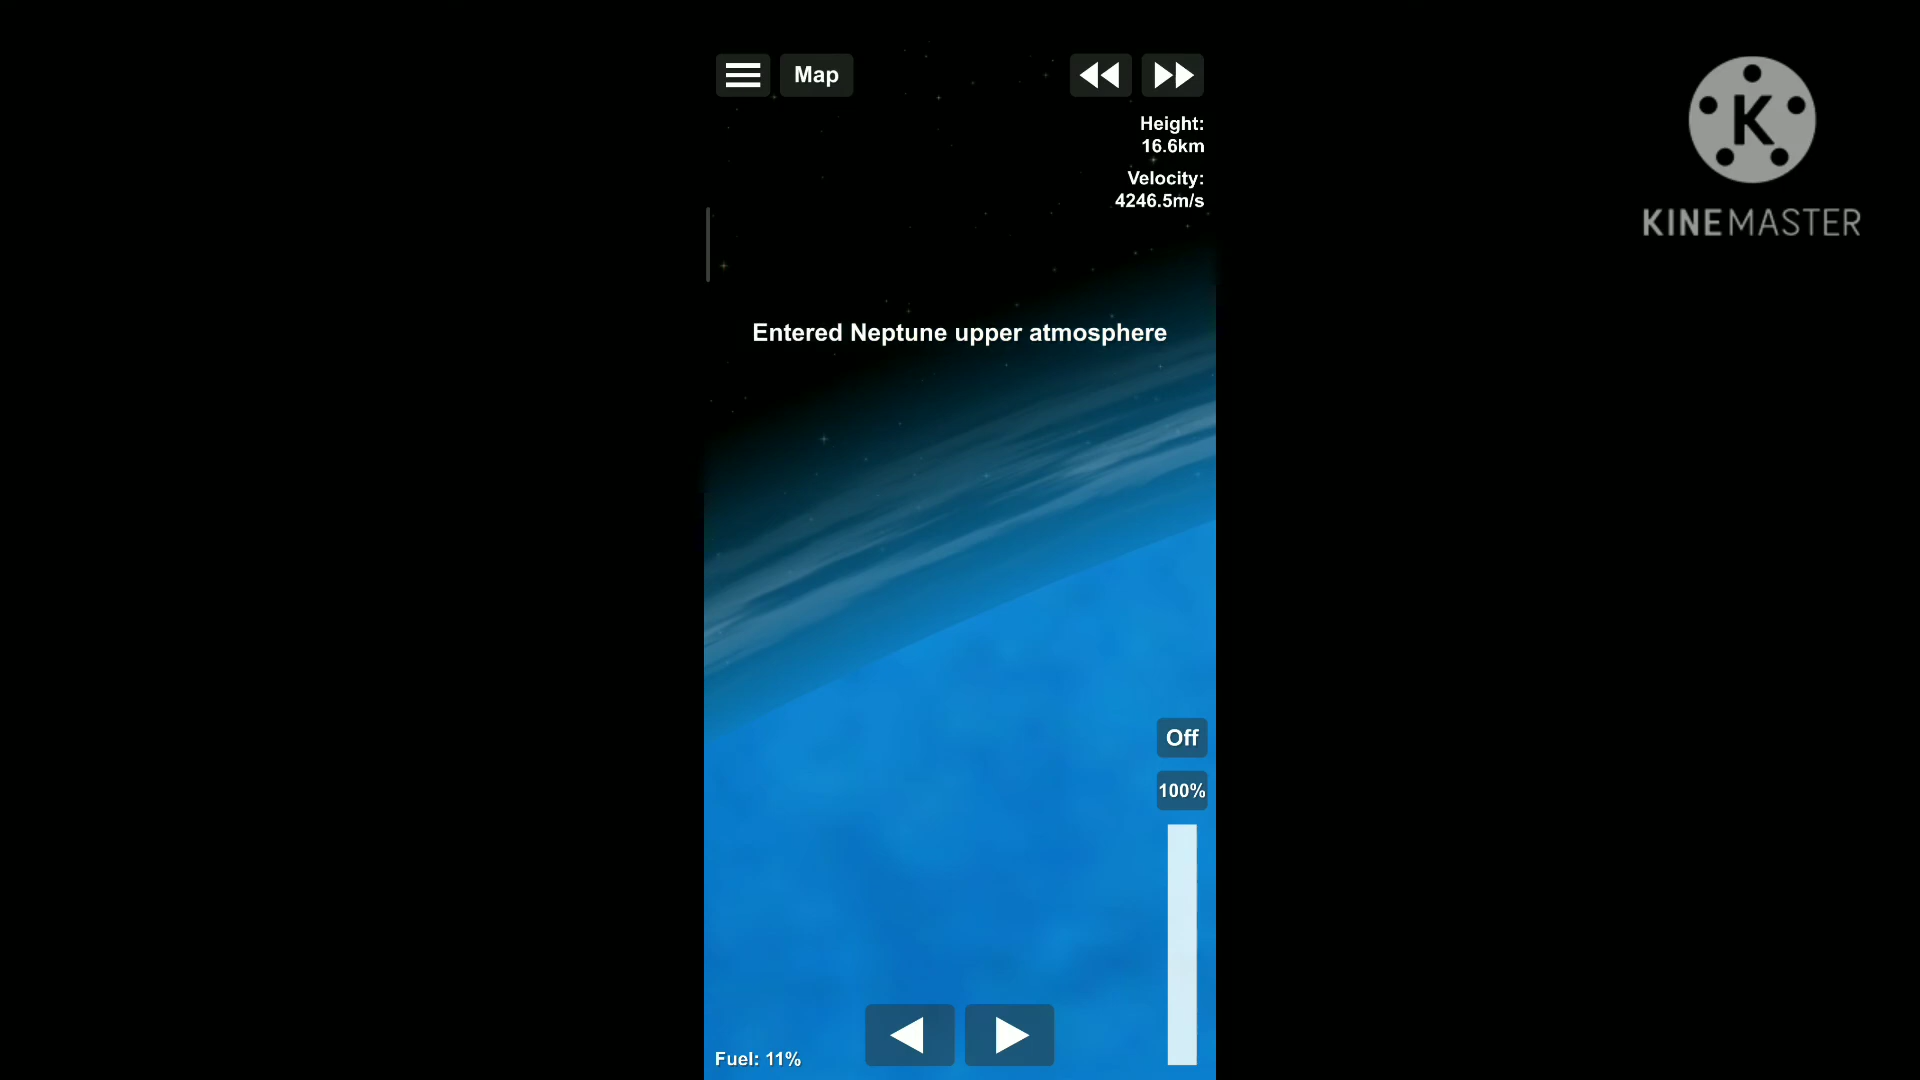 Map
Height:
16.6km
Velocity:
4246.5m/s
K
KINEMASTER
Entered Neptune upper atmosphere
Off
100%
Fuel: 11%